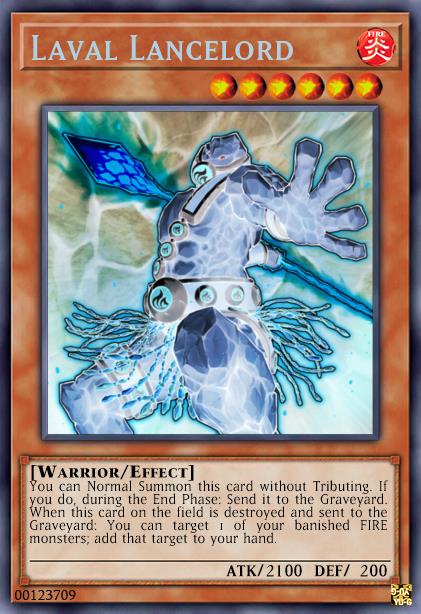 LAVAL LANCELORD
FIRE
炎
[WARRIOR/EFFECT]
You can Normal Summon this card without Tributing. If
you do, during the End Phase: Send it to the Graveyard.
When this card on the field is destroyed and sent to the
Graveyard: You can target 1 of your banished FIRE
monsters; add that target to your hand.
ATK/2100 DEF/ 200
00123709